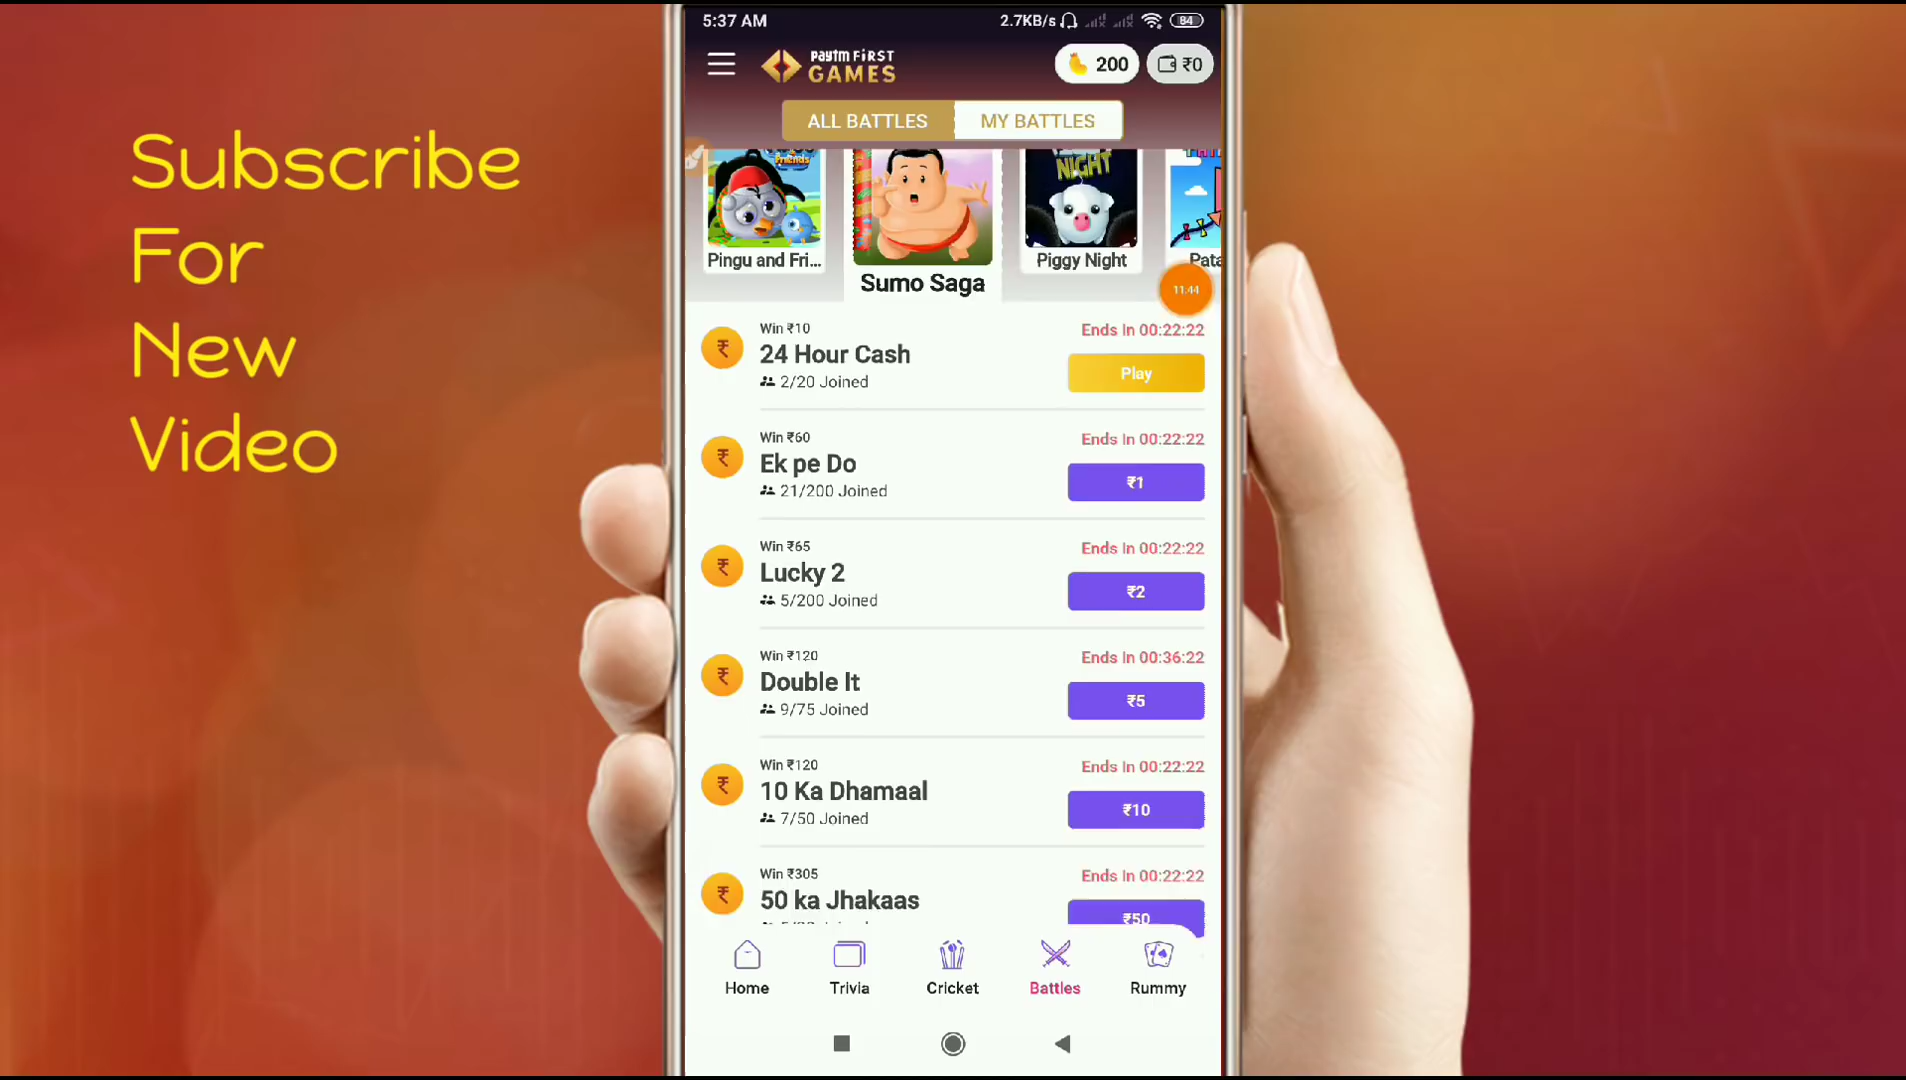 Subscribe
For
New
Video
5:37 AM
2.7KB/s
84
paytm FiRST
GAMES
200
₹0
ALL BATTLES
MY BATTLES
Friends
NIGHT
Pingu and Fri...
Sumo Saga
Piggy Night
Pata
11:44
Win ₹10
24 Hour Cash
2/20 Joined
Ends In 00:22:22
Play
Win ₹60
Ek pe Do
21/200 Joined
Ends In 00:22:22
₹1
Win ₹65
Lucky 2
5/200 Joined
Ends In 00:22:22
₹2
Win ₹120
Double It
9/75 Joined
Ends In 00:36:22
₹5
Win ₹120
10 Ka Dhamaal
7/50 Joined
Ends In 00:22:22
₹10
Win ₹305
50 ka Jhakaas
Ends In 00:22:22
₹50
Home
Trivia
Cricket
Battles
Rummy